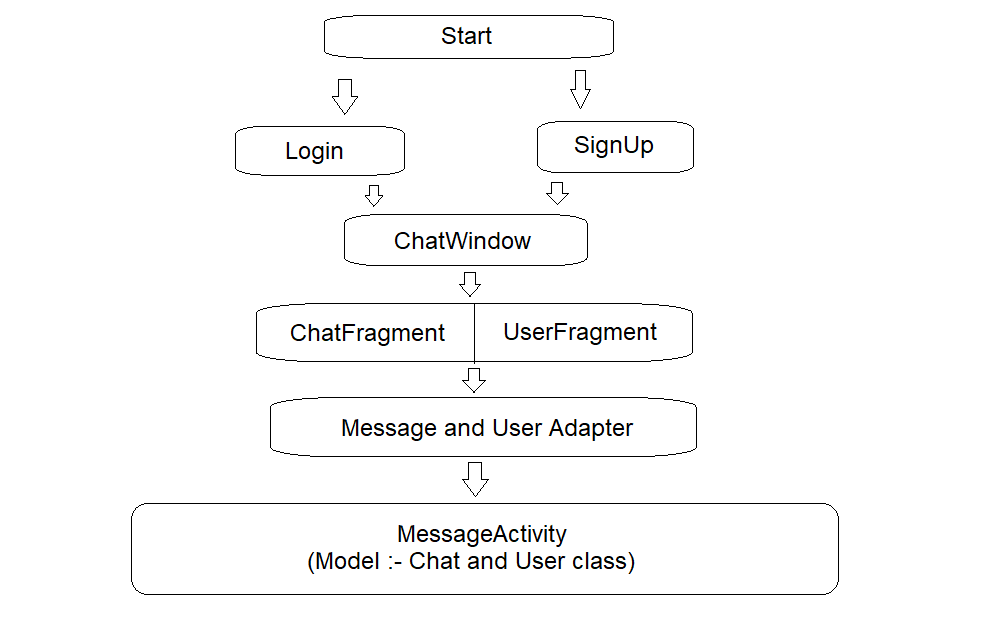 Start
Login
SignUp
ChatWindow
ChatFragment
UserFragment
Message and User Adapter
MessageActivity
(Model :- Chat and User class)